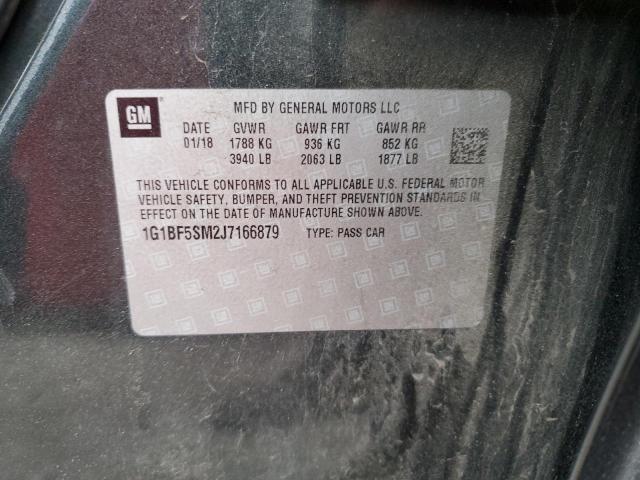 GM
MFD BY GENERAL MOTORS LLC
DATE GVWR GAWR FRT GAWR RR
01/18 1788 KG 936 KG 852 KG
3940 LB 2063 LB 1877 LB
THIS VEHICLE CONFORMS TO ALL APPLICABLE U.S. FEDERAL MOTOR
VEHICLE SAFETY, BUMPER, AND THEFT PREVENTION STANDARDS IN
EFFECT ON THE DATE OF MANUFACTURE SHOWN ABOVE.
1G1BF5SM2J7166879 TYPE: PASS CAR